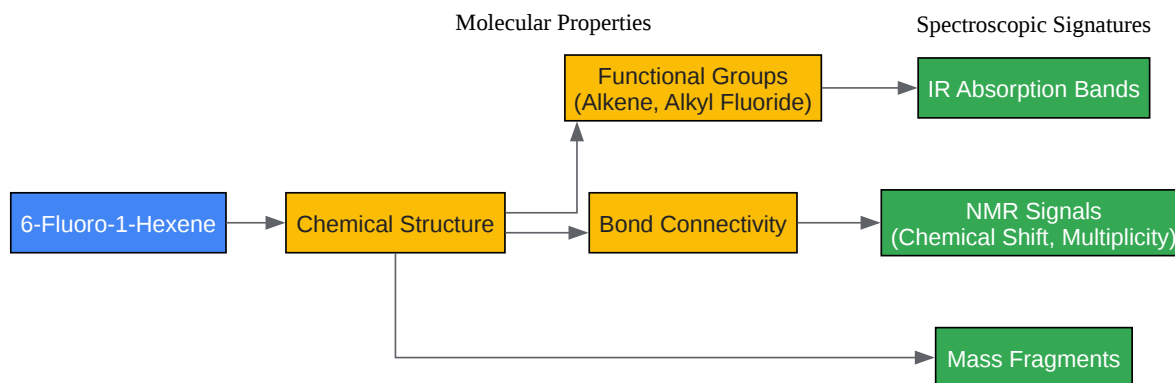 Molecular Properties
Spectroscopic Signatures
Functional Groups
(Alkene, Alkyl Fluoride)
IR Absorption Bands
6-Fluoro-1-Hexene
Chemical Structure
Bond Connectivity
NMR Signals
(Chemical Shift, Multiplicity)
Mass Fragments